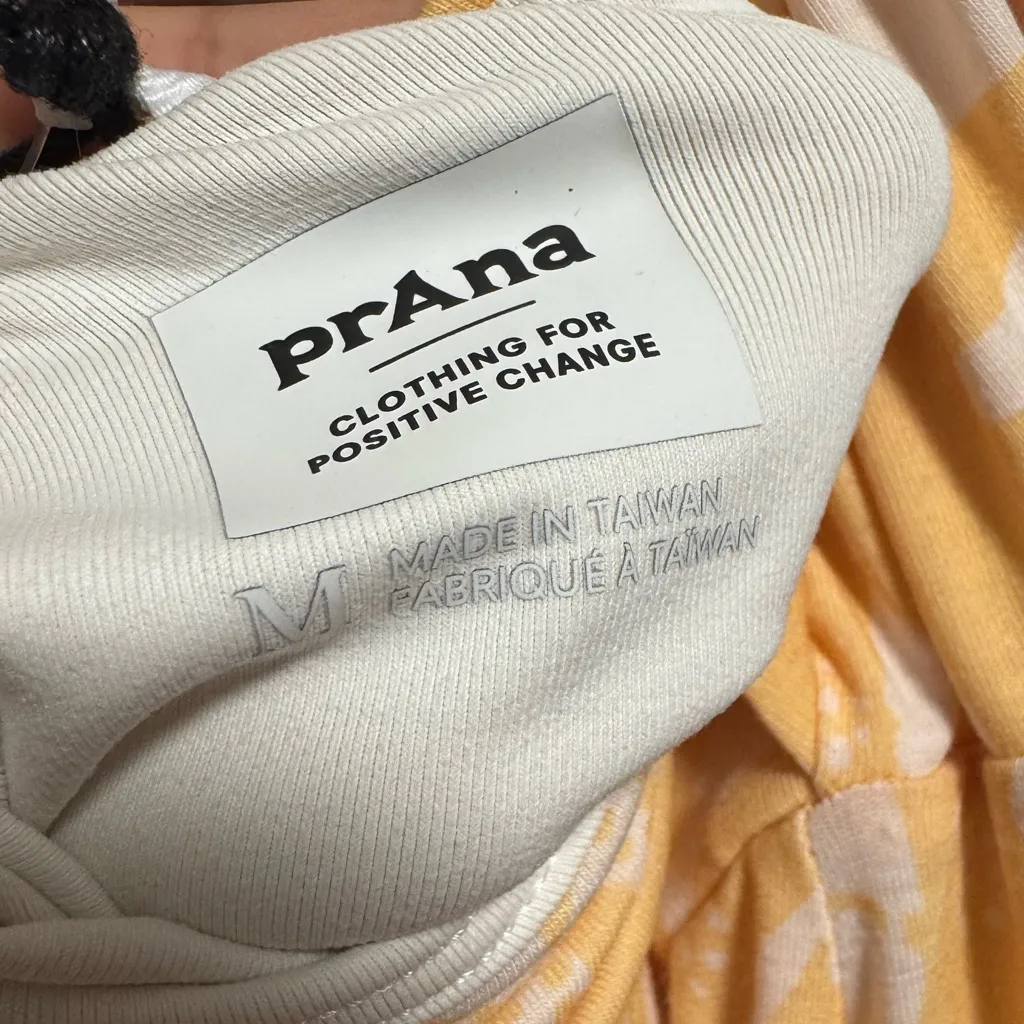 prAna
CLOTHING FOR
POSITIVE CHANGE
M
MADE IN TAIWAN
FABRIQUÉ À TAÏWAN